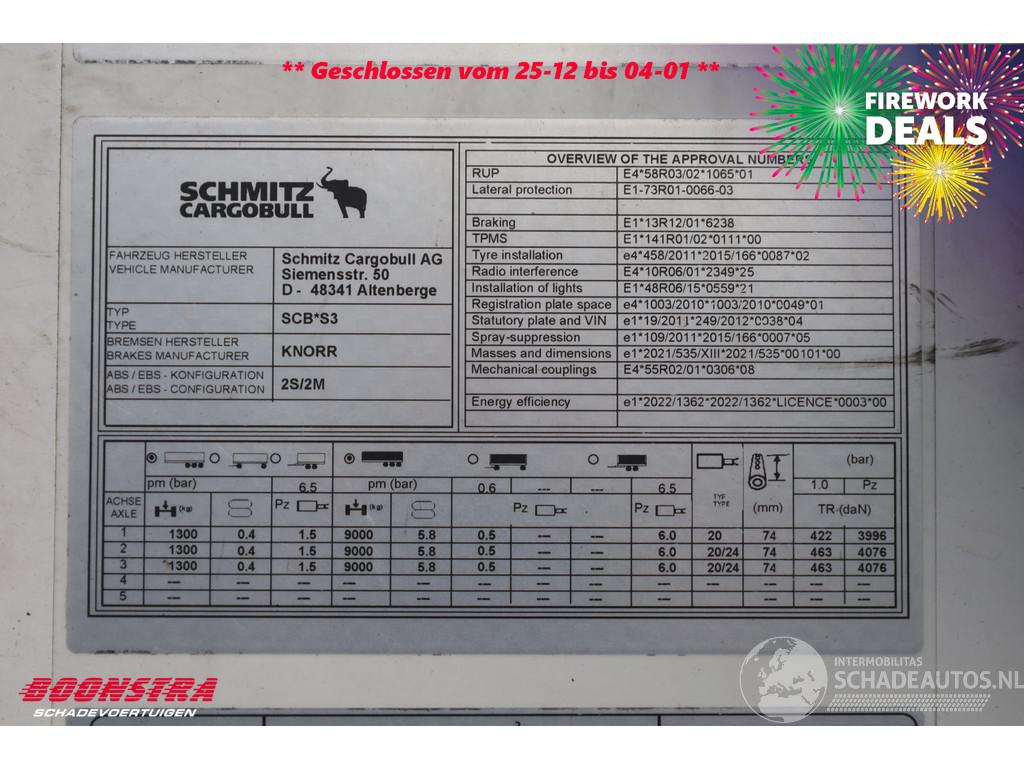 ** Geschlossen vom 25-12 bis 04-01 **
FIREWORK
DEALS
SCHMITZ
CARGOBULL
FAHRZEUG HERSTELLER
VEHICLE MANUFACTURER
Schmitz Cargobull AG
Siemensstr. 50
D - 48341 Altenberge
TYP
TYPE
SCB*S3
BREMSEN HERSTELLER
BRAKES MANUFACTURER
KNORR
ABS / EBS - KONFIGURATION
ABS / EBS - CONFIGURATION
2S/2M
OVERVIEW OF THE APPROVAL NUMBERS
RUP E4*58R03/02*1065*01
Lateral protection E1-73R01-0066-03
Braking E1*13R12/01*6238
TPMS E1*141R01/02*0111*00
Tyre installation e4*458/2011*2015/166*0087*02
Radio interference E4*10R06/01*2349*25
Installation of lights E1*48R06/15*0559*21
Registration plate space e4*1003/2010*1003/2010*0049*01
Statutory plate and VIN e1*19/2011*249/2012*0038*04
Spray-suppression e1*109/2011*2015/166*0007*05
Masses and dimensions e1*2021/535/XIII*2021/535*00101*00
Mechanical couplings E4*55R02/01*0306*08
Energy efficiency e1*2022/1362*2022/1362*LICENCE*0003*00
pm (bar) 6.5 pm (bar) 0.6 --- --- 6.5 TYP TYPE (mm) (bar) 1.0 Pz
ACHSE
AXLE
(kg) Pz (kg) Pz Pz TR-(daN)
1 1300 0.4 1.5 9000 5.8 0.5 --- --- 6.0 20 74 422 3996
2 1300 0.4 1.5 9000 5.8 0.5 --- --- 6.0 20/24 74 463 4076
3 1300 0.4 1.5 9000 5.8 0.5 --- --- 6.0 20/24 74 463 4076
4 --- --- --- --- --- --- --- --- --- --- --- --- ---
5 --- --- --- --- --- --- --- --- --- --- --- --- ---
BOONSTRA
SCHADEVOERTUIGEN
INTERMOBILITAS
SCHADEAUTOS.NL